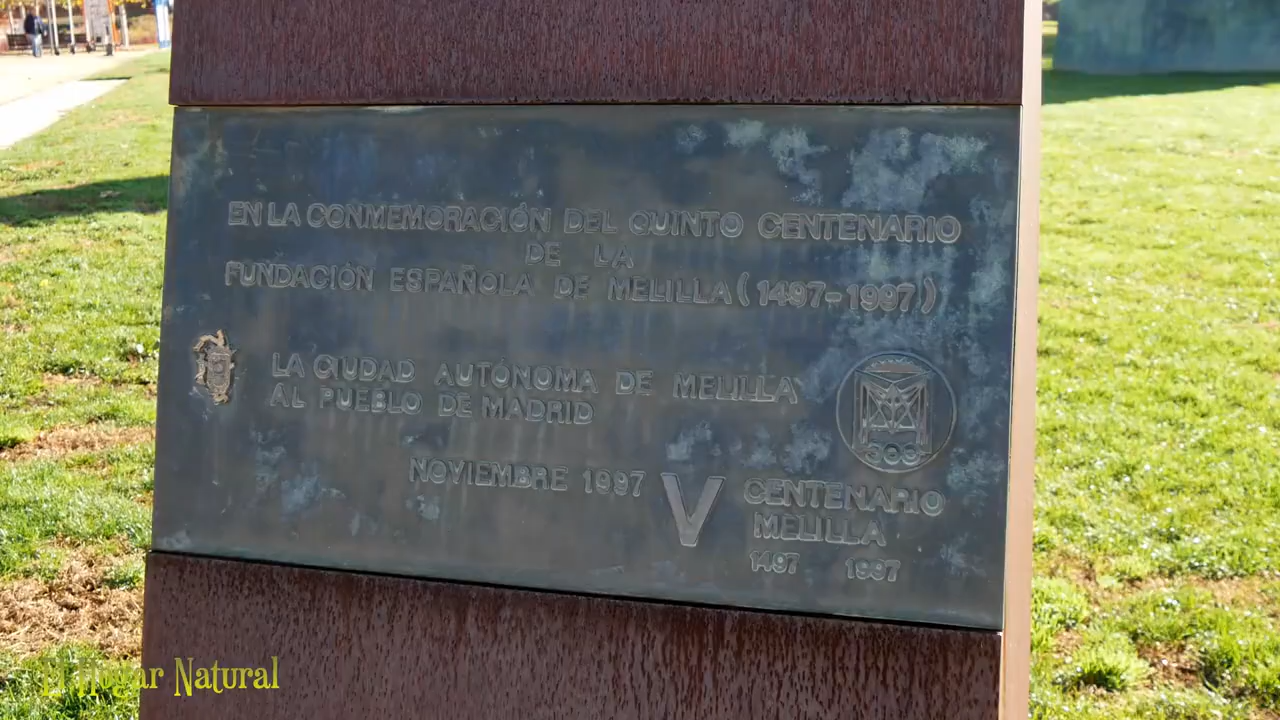 EN LA CONMEMORACIÓN DEL QUINTO CENTENARIO
DE LA
FUNDACIÓN ESPAÑOLA DE MELILLA (1497-1997)
LA CIUDAD AUTÓNOMA DE MELILLA
AL PUEBLO DE MADRID
NOVIEMBRE 1997
V CENTENARIO
MELILLA
1497 1997
El Hogar Natural